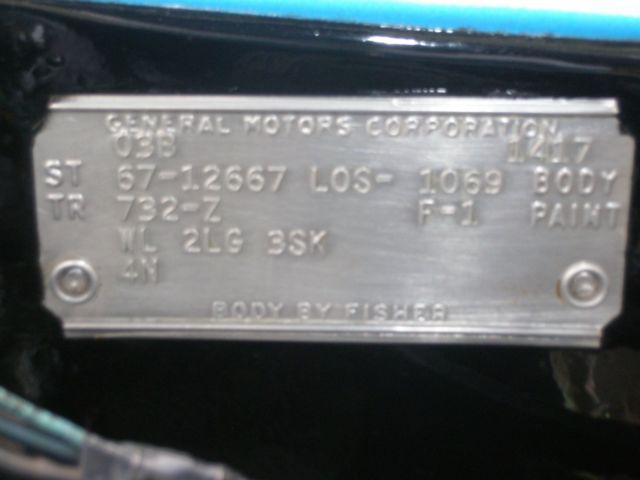 GENERAL MOTORS CORPORATION
03B 1417
ST 67-12667 LOS- 1069 BODY
TR 732-Z F-1 PAINT
WL 2LG 3SK
4N
BODY BY FISHER